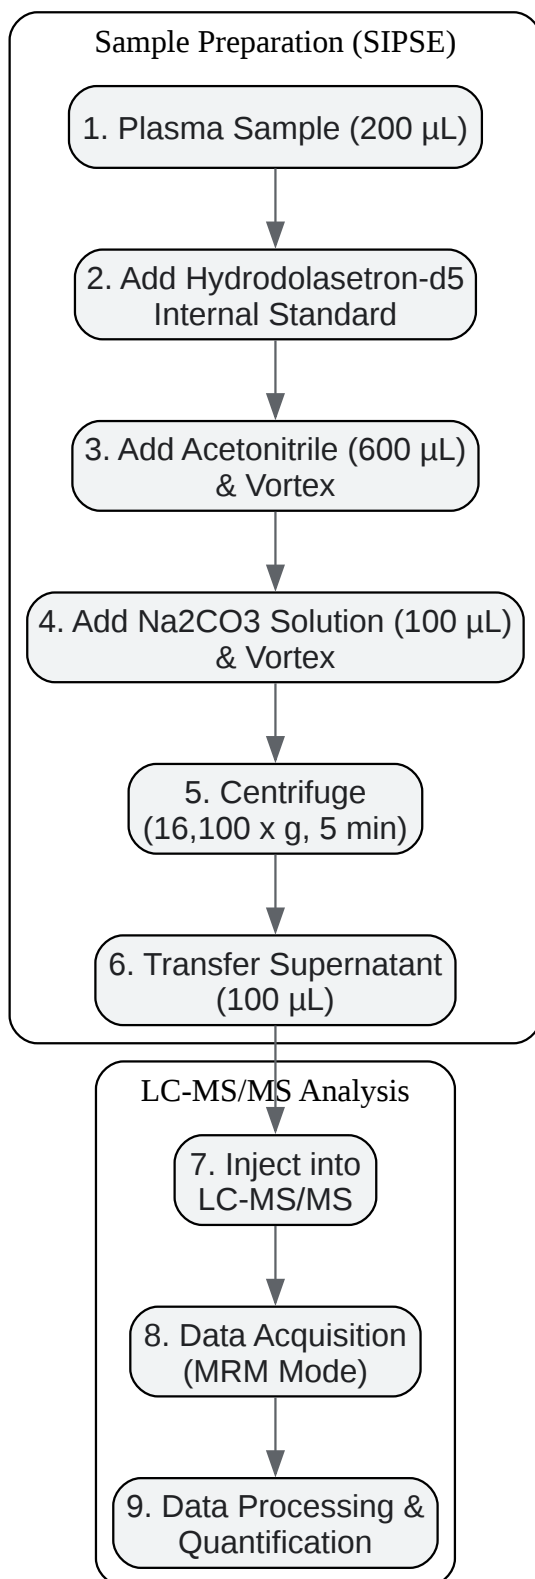 Sample Preparation (SIPSE)
1. Plasma Sample (200 µL)
2. Add Hydrodolasetron-d5
Internal Standard
3. Add Acetonitrile (600 µL)
& Vortex
4. Add Na2CO3 Solution (100 µL)
& Vortex
5. Centrifuge
(16,100 x g, 5 min)
6. Transfer Supernatant
(100 µL)
LC-MS/MS Analysis
7. Inject into
LC-MS/MS
8. Data Acquisition
(MRM Mode)
9. Data Processing &
Quantification